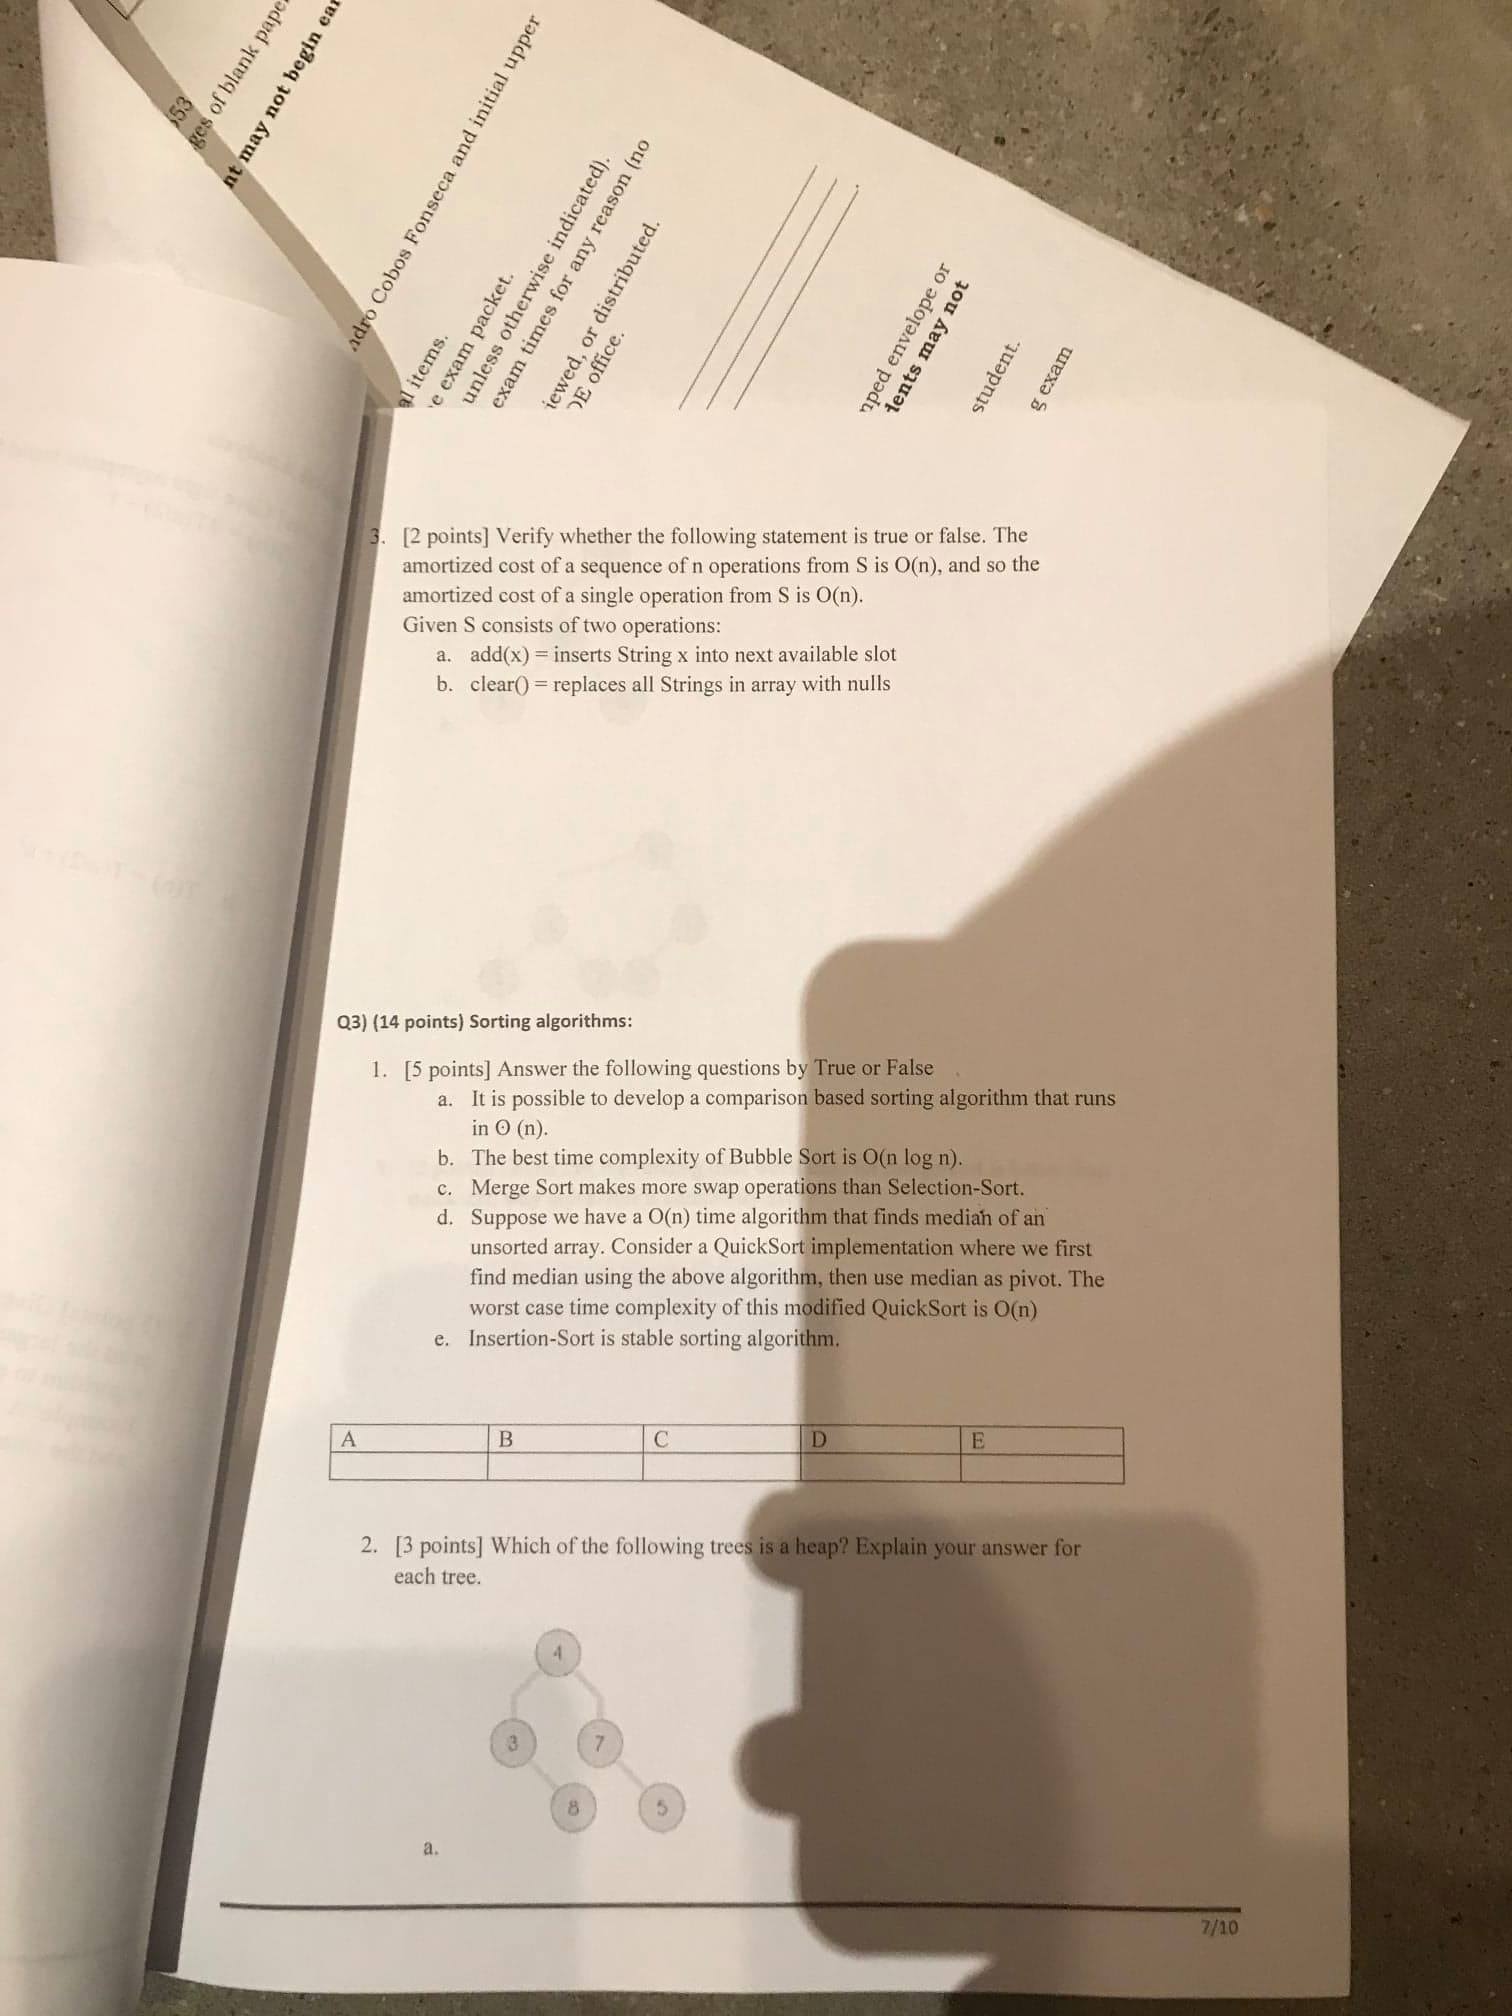 53
ges of blank
nt may not begin
dro Cobos Fonseca and initial upper
al items.
e exam packet.
unless otherwise indicated).
exam times for any reason (no
iewed, or distributed.
DE office.
ped envelope or
dents may not
student.
g exam
3. [2 points] Verify whether the following statement is true or false. The
amortized cost of a sequence of n operations from S is O(n), and so the
amortized cost of a single operation from S is O(n).
Given S consists of two operations:
a. add(x) = inserts String x into next available slot
b. clear() = replaces all Strings in array with nulls
Q3) (14 points) Sorting algorithms:
1. [5 points] Answer the following questions by True or False
a. It is possible to develop a comparison based sorting algorithm that runs
in Θ (n).
b. The best time complexity of Bubble Sort is O(n log n).
c. Merge Sort makes more swap operations than Selection-Sort.
d. Suppose we have a O(n) time algorithm that finds median of an
unsorted array. Consider a QuickSort implementation where we first
find median using the above algorithm, then use median as pivot. The
worst case time complexity of this modified QuickSort is O(n)
e. Insertion-Sort is stable sorting algorithm.
A B C D E
2. [3 points] Which of the following trees is a heap? Explain your answer for
each tree.
4
3 7
8 5
a.
7/10